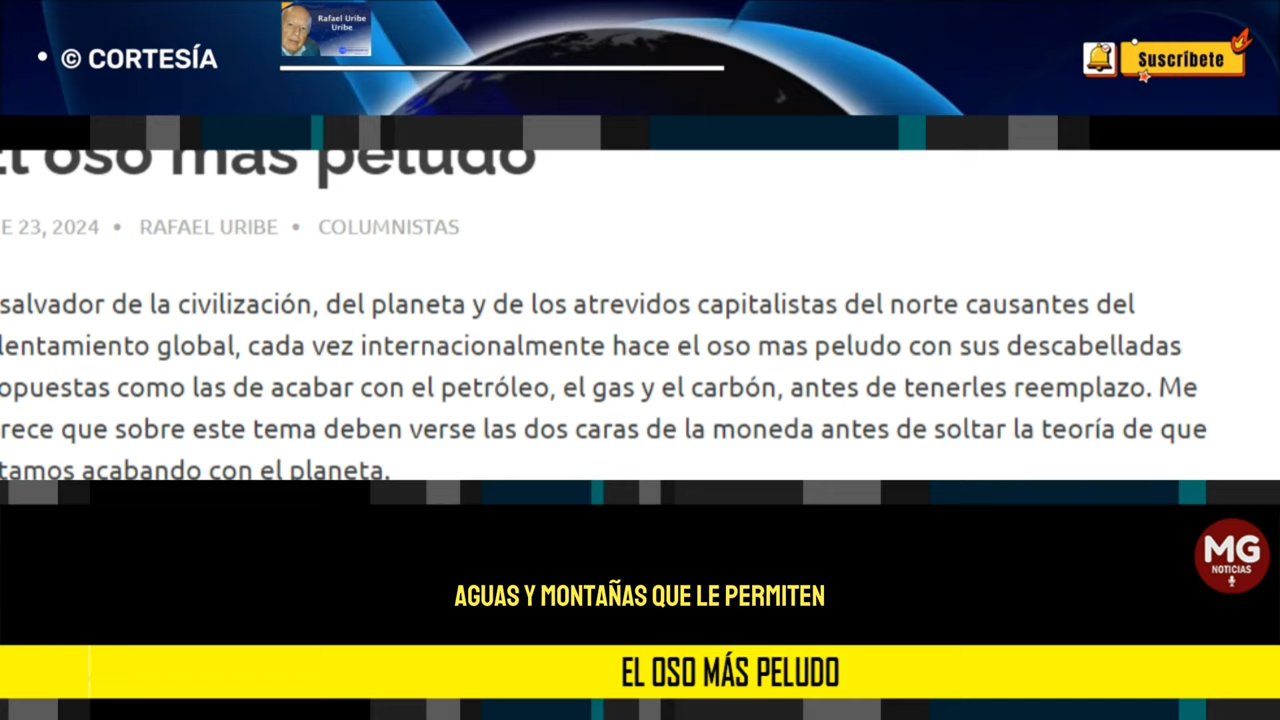 © CORTESÍA
Rafael Uribe
Uribe
Suscríbete
El oso mas peludo
E 23, 2024 • RAFAEL URIBE • COLUMNISTAS
salvador de la civilización, del planeta y de los atrevidos capitalistas del norte causantes del
lentamiento global, cada vez internacionalmente hace el oso mas peludo con sus descabelladas
opuestas como las de acabar con el petróleo, el gas y el carbón, antes de tenerles reemplazo. Me
rece que sobre este tema deben verse las dos caras de la moneda antes de soltar la teoría de que
tamos acabando con el planeta.
MG
NOTICIAS
AGUAS Y MONTAÑAS QUE LE PERMITEN
EL OSO MÁS PELUDO